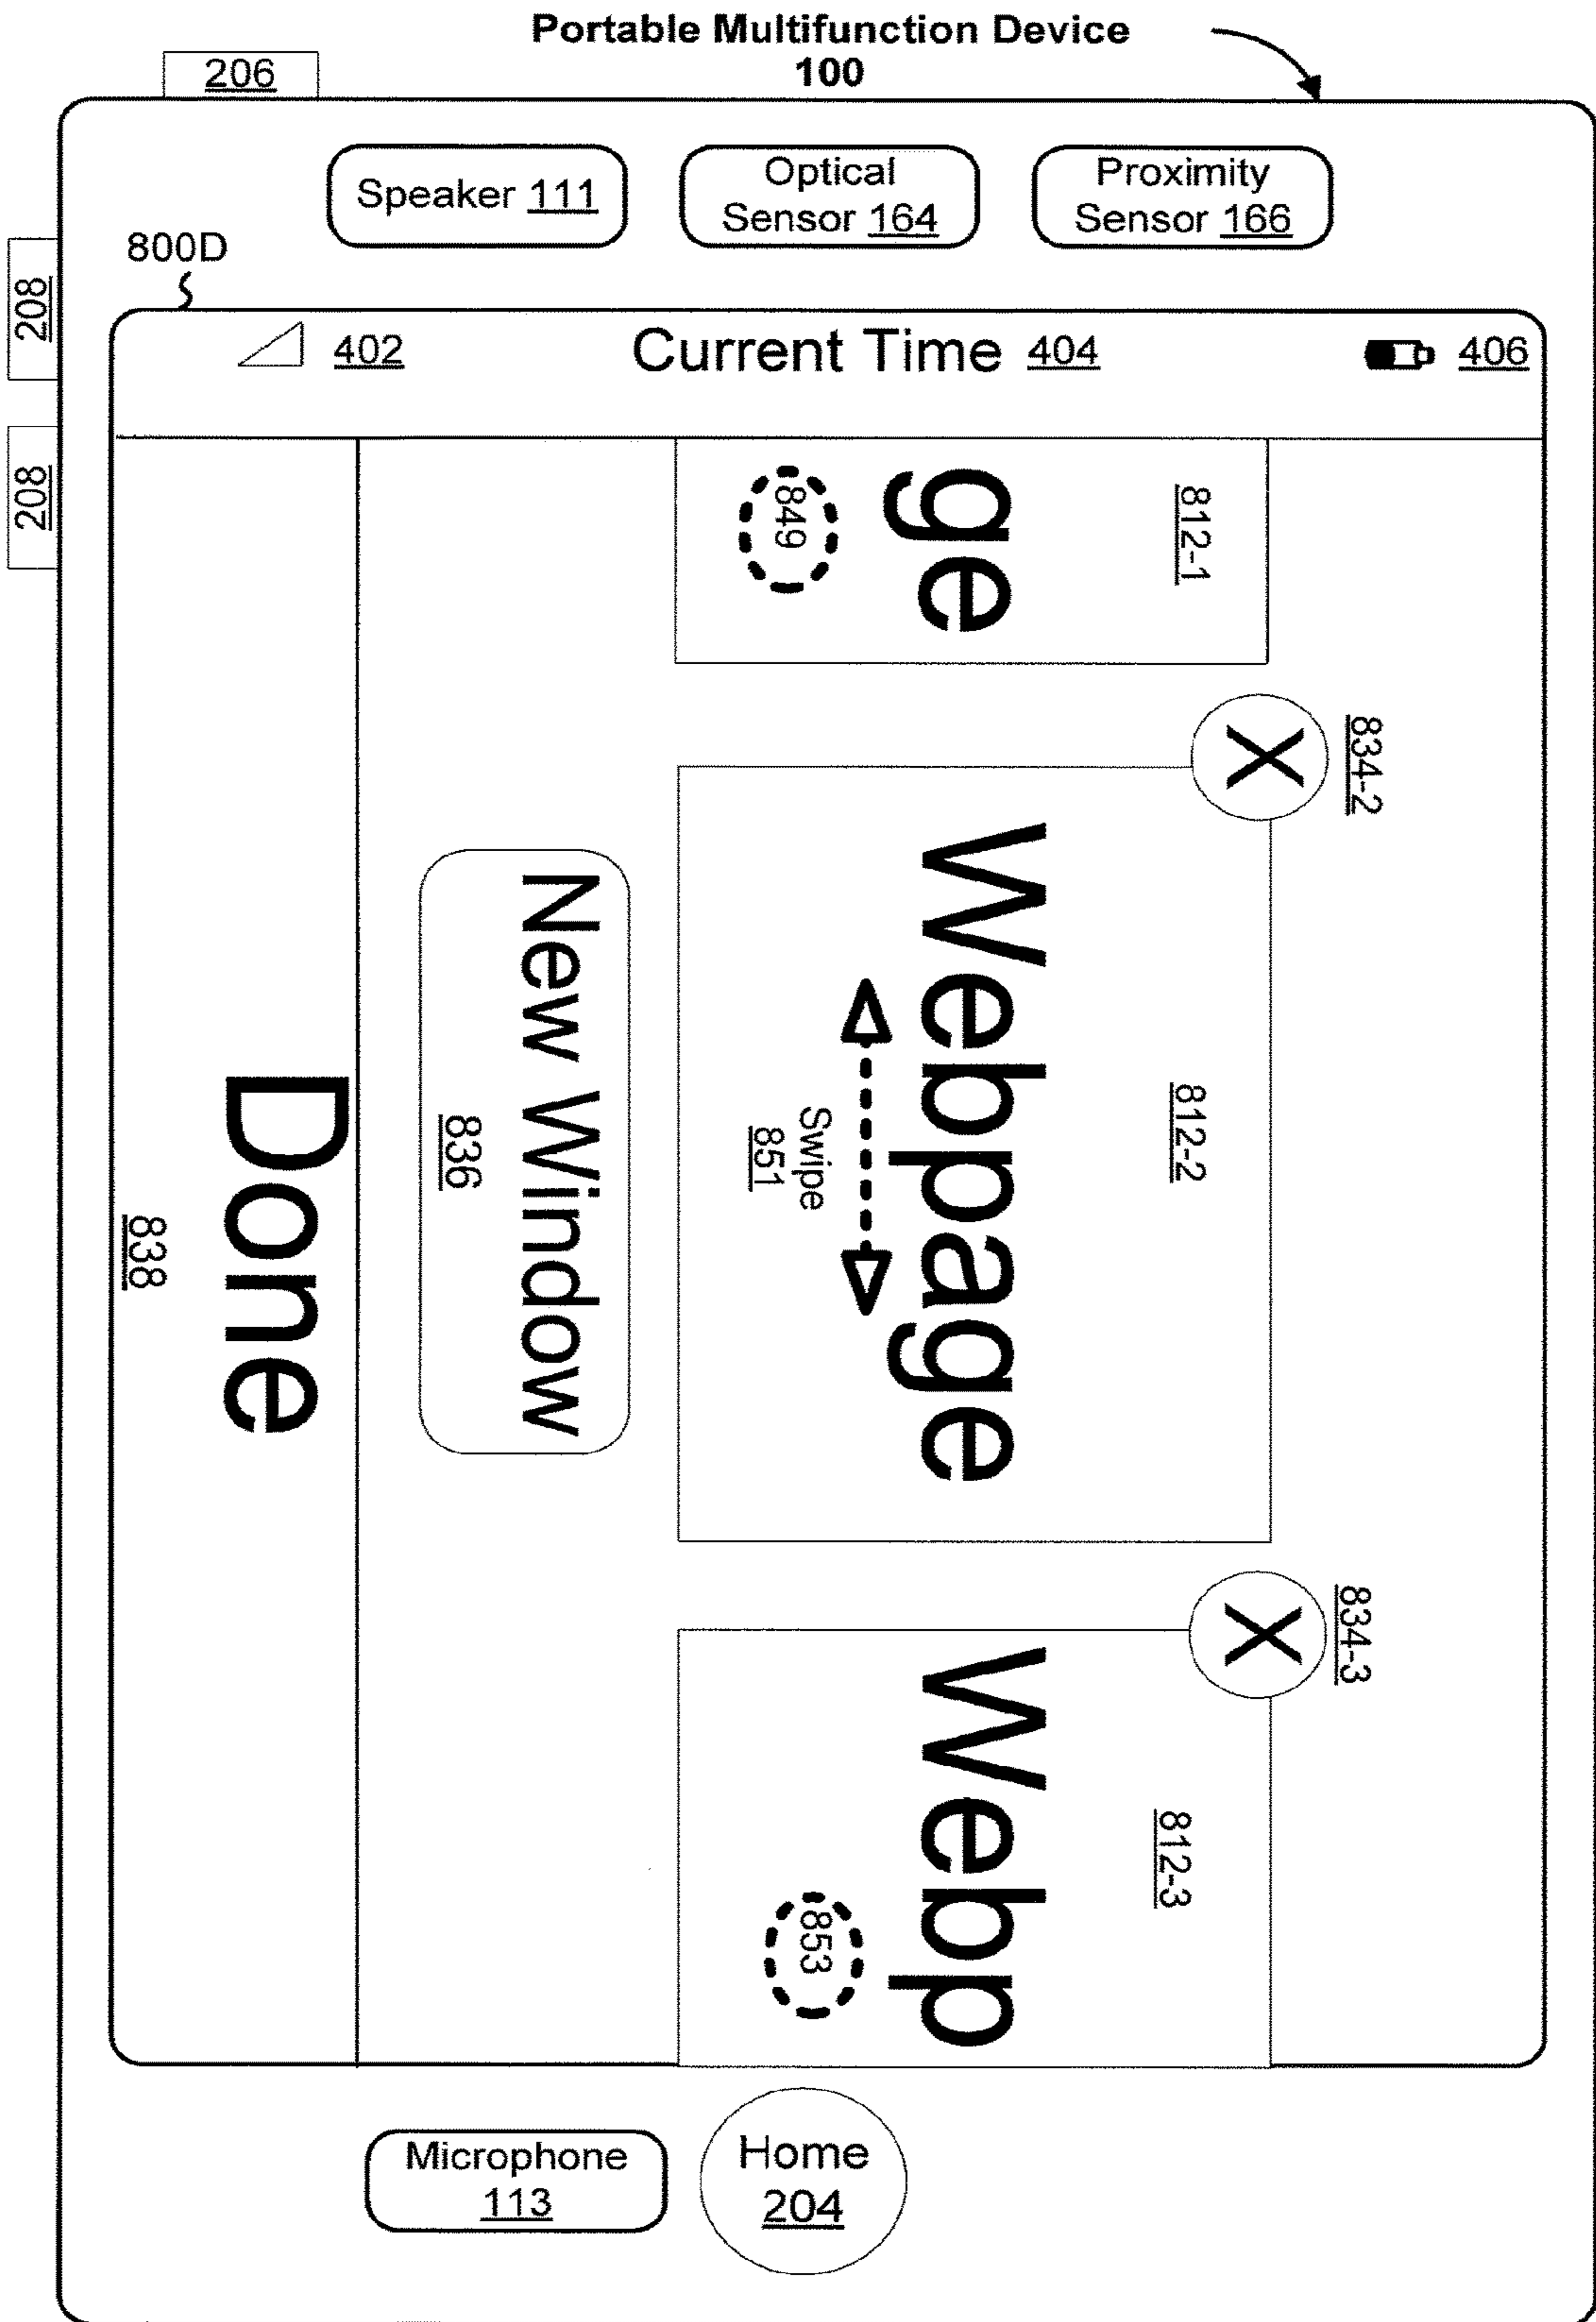 Portable Multifunction Device
100
206
Speaker 111
Optical
Sensor 164
Proximity
Sensor 166
800D
208
208
402
Current Time 404
406
ge
849
812-1
X
834-2
Webpage
812-2
Swipe
851
New Window
836
Done
838
X
834-3
Webp
812-3
853
Microphone
113
Home
204